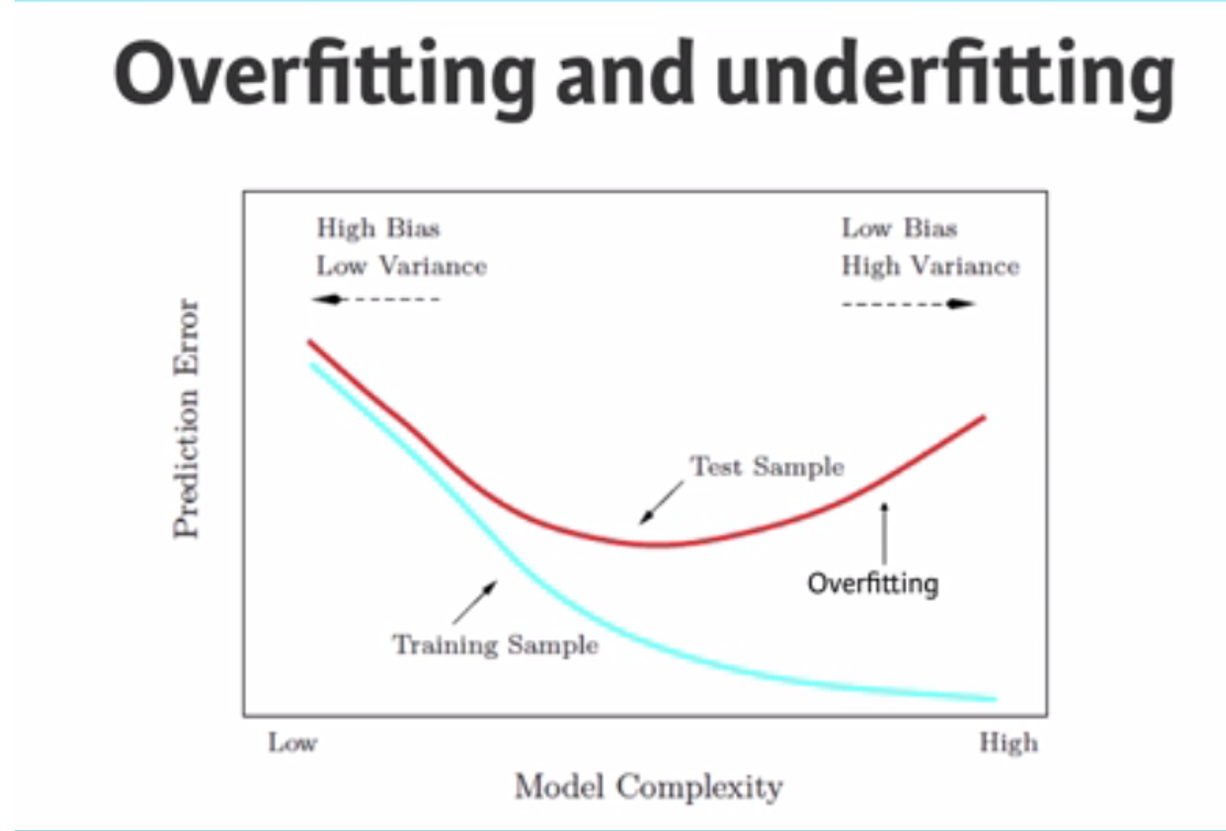 Overfitting and underfitting
High Bias
Low Variance
Low Bias
High Variance
Prediction Error
Test Sample
Overfitting
Training Sample
Low
High
Model Complexity